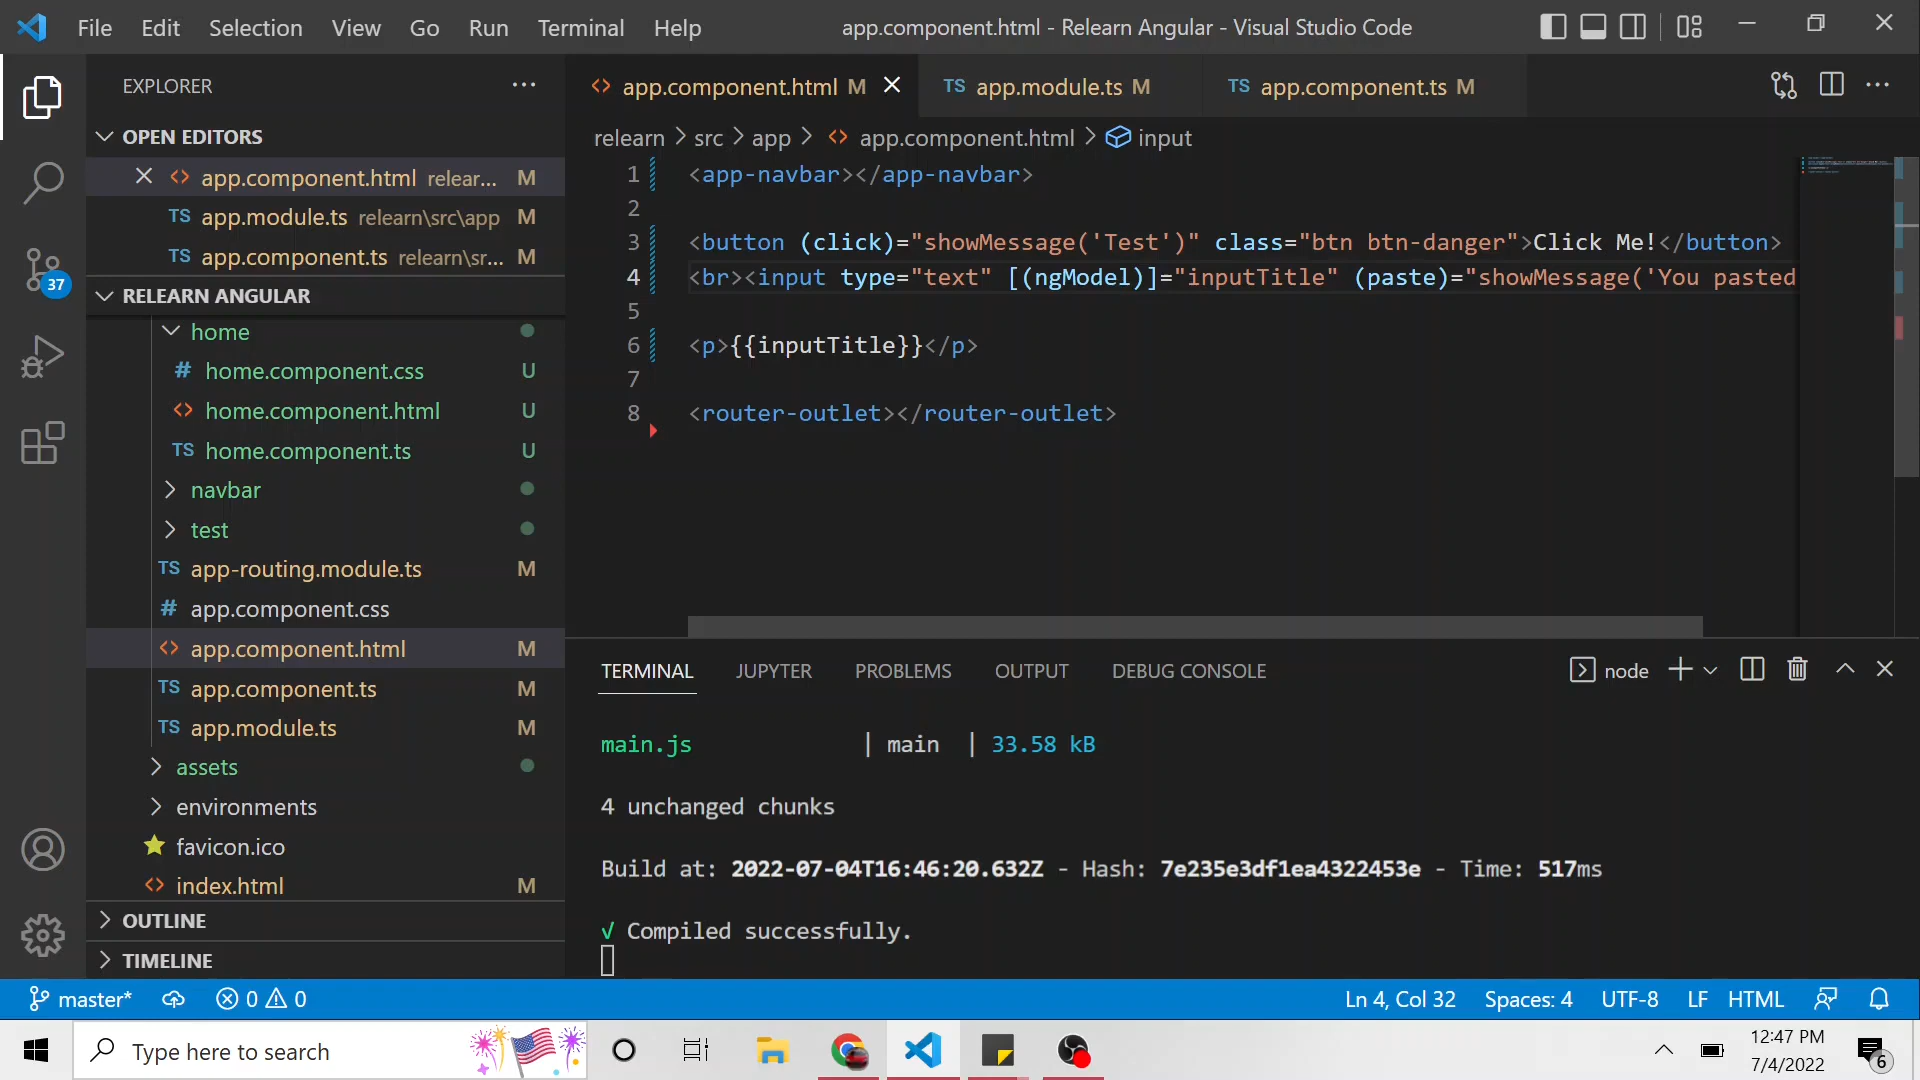 File Edit Selection View Go Run Terminal Help app.component.html - Relearn Angular - Visual Studio Code
EXPLORER
OPEN EDITORS
app.component.html relear... M
TS app.module.ts relearn\src\app M
TS app.component.ts relearn\sr... M
RELEARN ANGULAR
home
# home.component.css U
home.component.html U
TS home.component.ts U
navbar
test
TS app-routing.module.ts M
# app.component.css
app.component.html M
TS app.component.ts M
TS app.module.ts M
assets
environments
favicon.ico
index.html M
OUTLINE
TIMELINE
37
app.component.html M TS app.module.ts M TS app.component.ts M
relearn > src > app > app.component.html > input
1 <app-navbar></app-navbar>
2
3 <button (click)="showMessage('Test')" class="btn btn-danger">Click Me!</button>
4 <br><input type="text" [(ngModel)]="inputTitle" (paste)="showMessage('You pasted
5
6 <p>{{inputTitle}}</p>
7
8 <router-outlet></router-outlet>
TERMINAL JUPYTER PROBLEMS OUTPUT DEBUG CONSOLE node
main.js | main | 33.58 kB
4 unchanged chunks
Build at: 2022-07-04T16:46:20.632Z - Hash: 7e235e3df1ea4322453e - Time: 517ms
√ Compiled successfully.
master* 0 0 Ln 4, Col 32 Spaces: 4 UTF-8 LF HTML
Type here to search
12:47 PM
7/4/2022
6